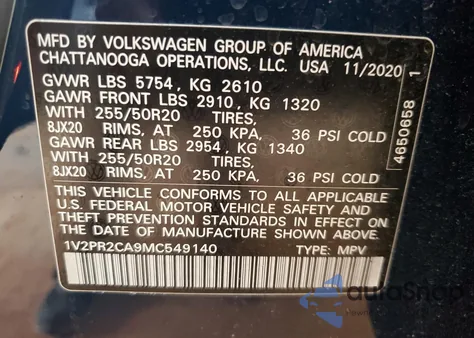 MFD BY VOLKSWAGEN GROUP OF AMERICA
CHATTANOOGA OPERATIONS, LLC. USA 11/2020
GVWR LBS 5754, KG 2610
GAWR FRONT LBS 2910, KG 1320
WITH 255/50R20 TIRES,
8JX20 RIMS, AT 250 KPA, 36 PSI COLD
GAWR REAR LBS 2954, KG 1340
WITH 255/50R20 TIRES,
8JX20 RIMS, AT 250 KPA, 36 PSI COLD
THIS VEHICLE CONFORMS TO ALL APPLICABLE
U.S. FEDERAL MOTOR VEHICLE SAFETY AND
THEFT PREVENTION STANDARDS IN EFFECT ON
THE DATE OF MANUFACTURE SHOWN ABOVE
1V2PR2CA9MC549140 TYPE: MPV
4650658 1
autoSnap